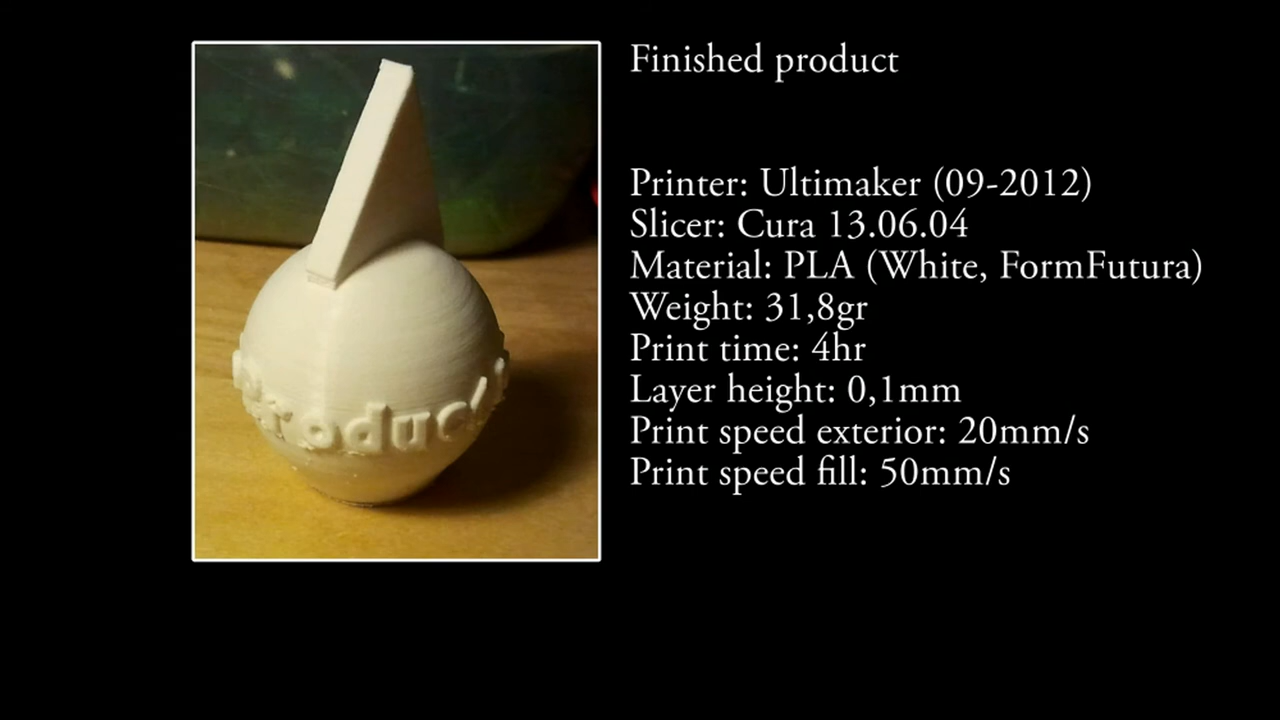 Finished product
Printer: Ultimaker (09-2012)
Slicer: Cura 13.06.04
Material: PLA (White, FormFutura)
Weight: 31,8gr
Print time: 4hr
Layer height: 0,1mm
Print speed exterior: 20mm/s
Print speed fill: 50mm/s